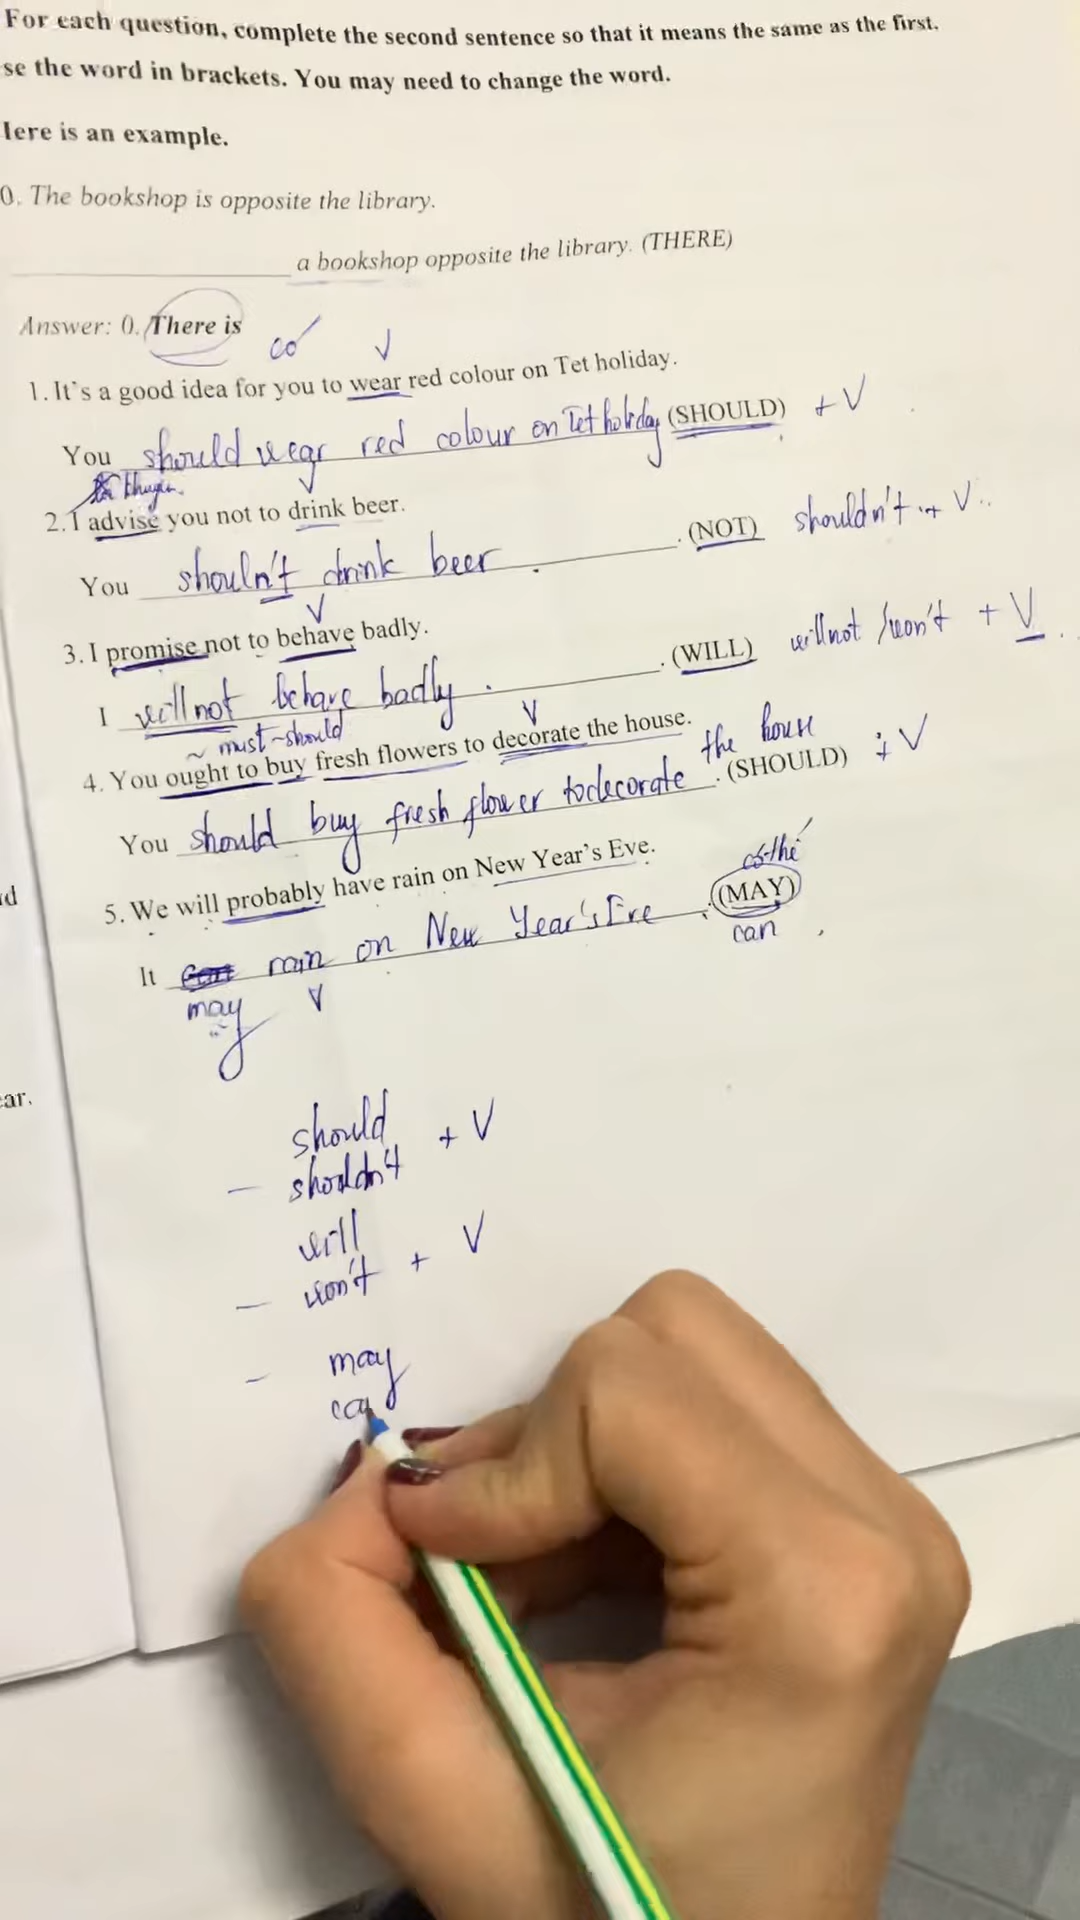 For each question, complete the second sentence so that it means the same as the first.
se the word in brackets. You may need to change the word.
Iere is an example.
0. The bookshop is opposite the library.
a bookshop opposite the library. (THERE)
Answer: 0. There is
có V
1. It's a good idea for you to wear red colour on Tet holiday.
You should wear red colour on Tet holiday (SHOULD) + V
khuyên
2. I advise you not to drink beer.
V
You shouln't drink beer . . (NOT) shouldn't + V
3. I promise not to behave badly.
V
I will not behave badly . . (WILL) will not / won't + V
~ must ~ should V
4. You ought to buy fresh flowers to decorate the house.
the house
You should buy fresh flower to decorate . (SHOULD) + V
5. We will probably have rain on New Year's Eve.
có thể
It rain on New Year's Eve . (MAY)
may V can
should
- shouldn't + V
will
- won't + V
- may
ca
d
ear.